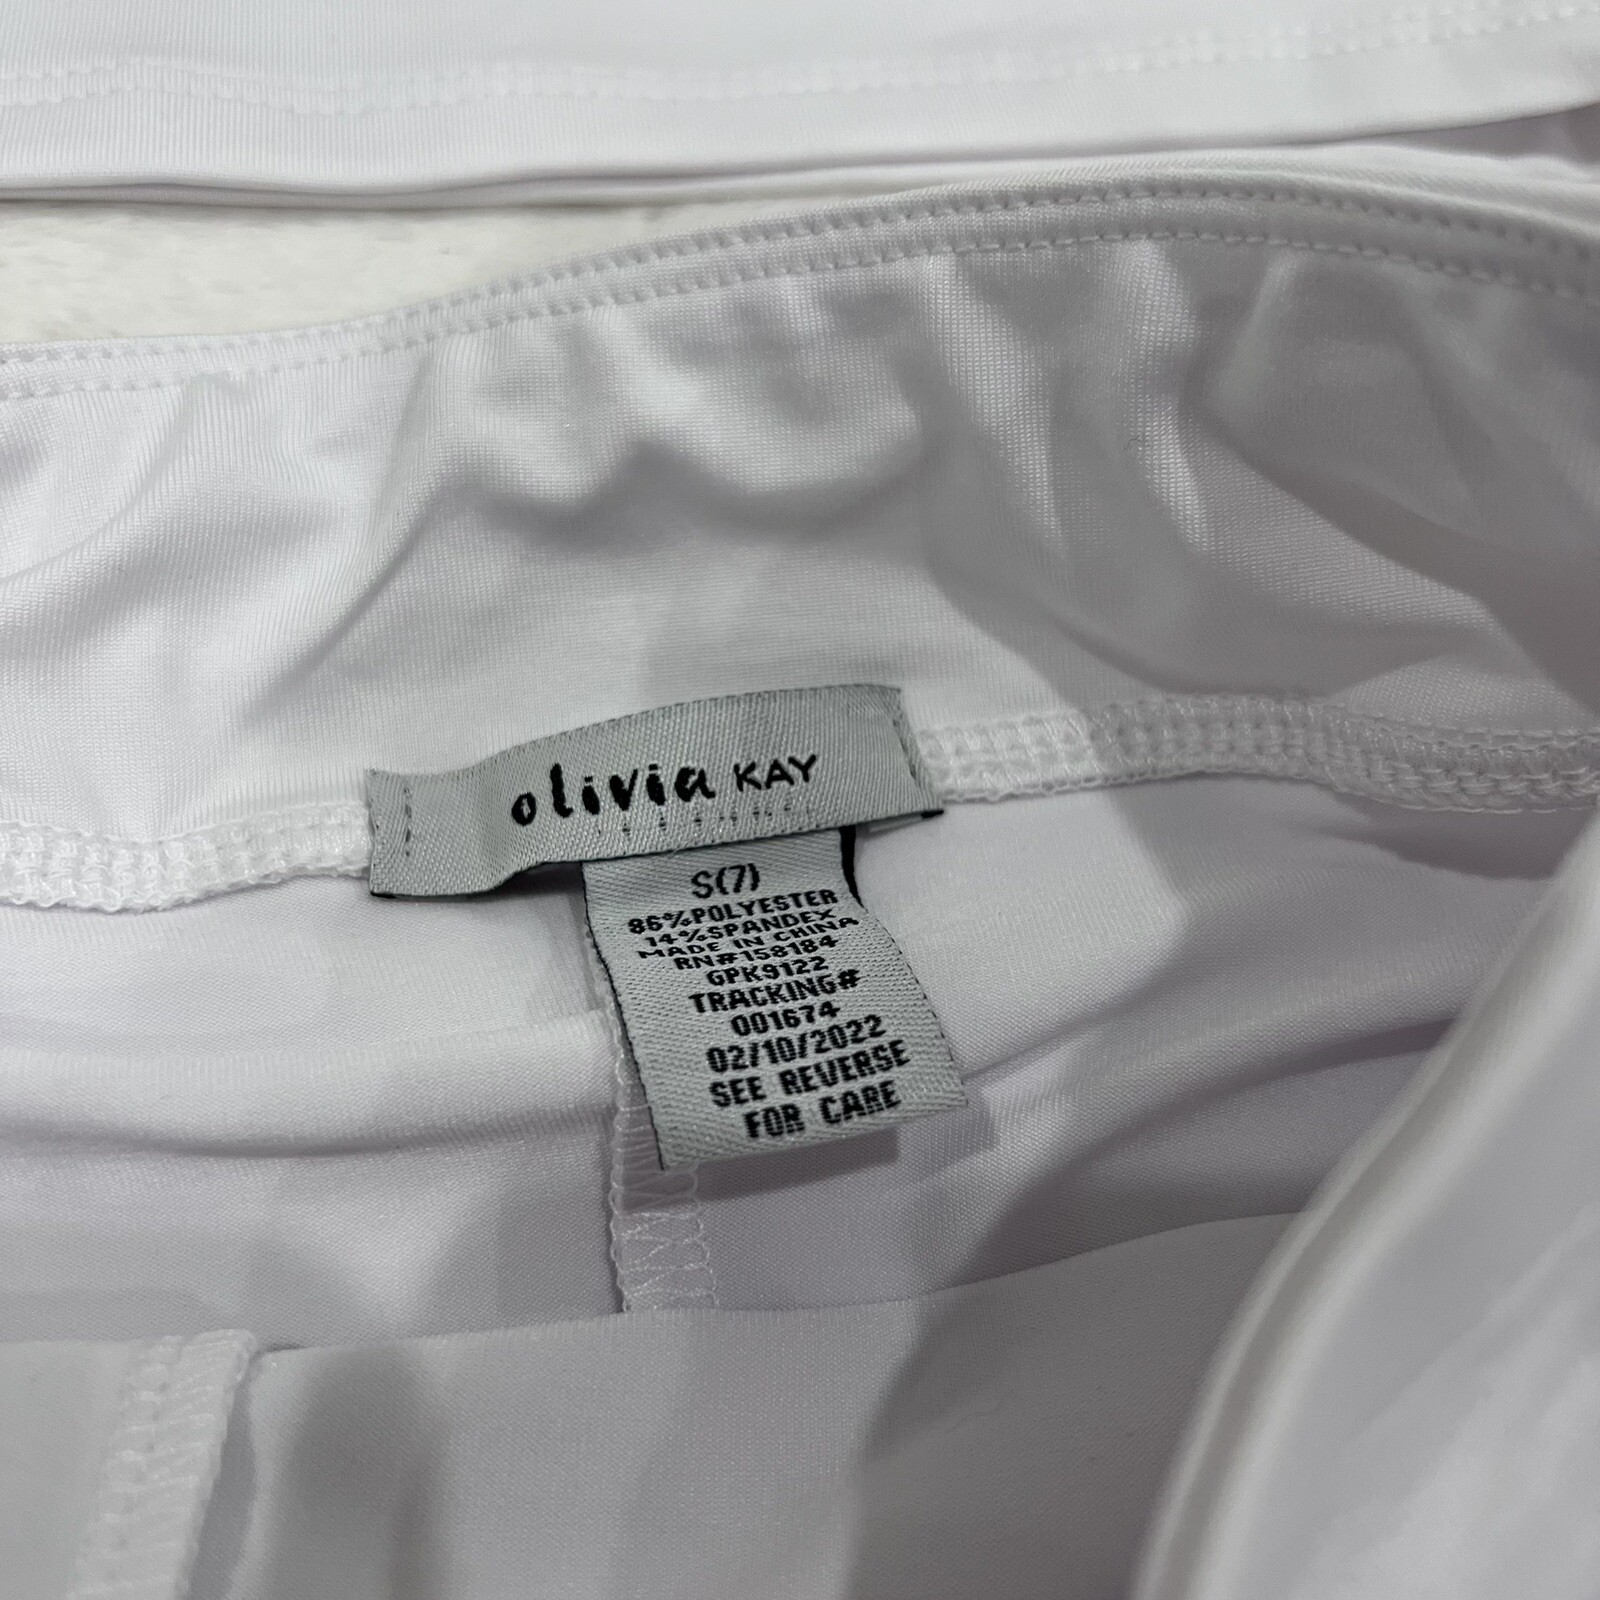 olivia KAY
S(7)
86%POLYESTER
14%SPANDEX
MADE IN CHINA
RN#158184
GPK9122
TRACKING#
001674
02/10/2022
SEE REVERSE
FOR CARE